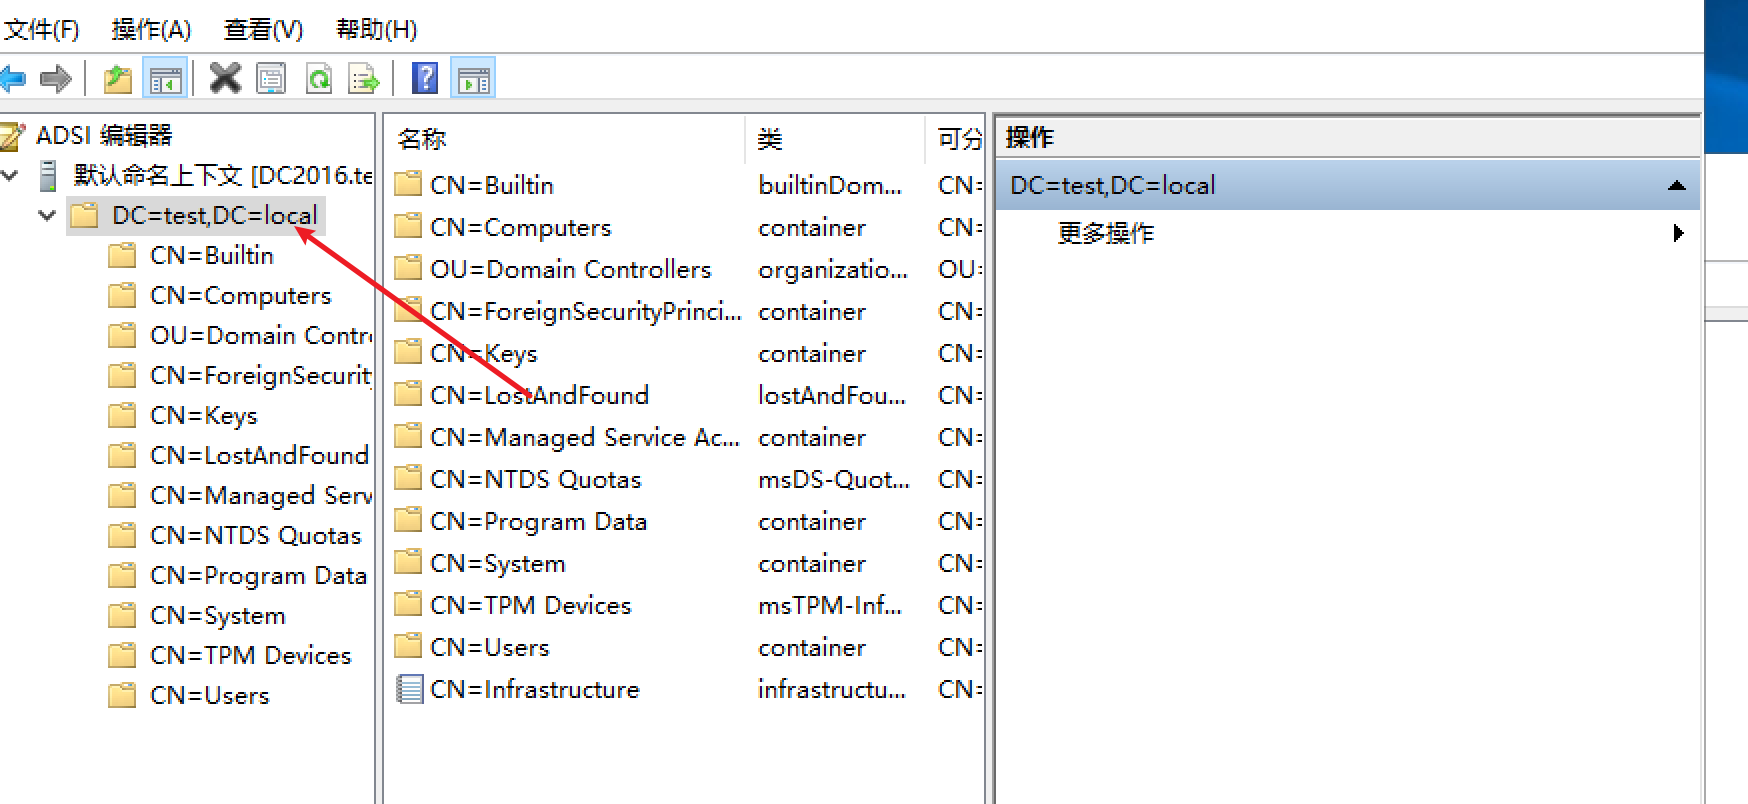 文件(F) 操作(A) 查看(V) 帮助(H)
ADSI 编辑器
默认命名上下文 [DC2016.te
DC=test,DC=local
CN=Builtin
CN=Computers
OU=Domain Contr
CN=ForeignSecurit
CN=Keys
CN=LostAndFound
CN=Managed Serv
CN=NTDS Quotas
CN=Program Data
CN=System
CN=TPM Devices
CN=Users
名称 类 可分
CN=Builtin builtinDom... CN=
CN=Computers container CN=
OU=Domain Controllers organizatio... OU=
CN=ForeignSecurityPrinci... container CN=
CN=Keys container CN=
CN=LostAndFound lostAndFou... CN=
CN=Managed Service Ac... container CN=
CN=NTDS Quotas msDS-Quot... CN=
CN=Program Data container CN=
CN=System container CN=
CN=TPM Devices msTPM-Inf... CN=
CN=Users container CN=
CN=Infrastructure infrastructu... CN=
操作
DC=test,DC=local
更多操作